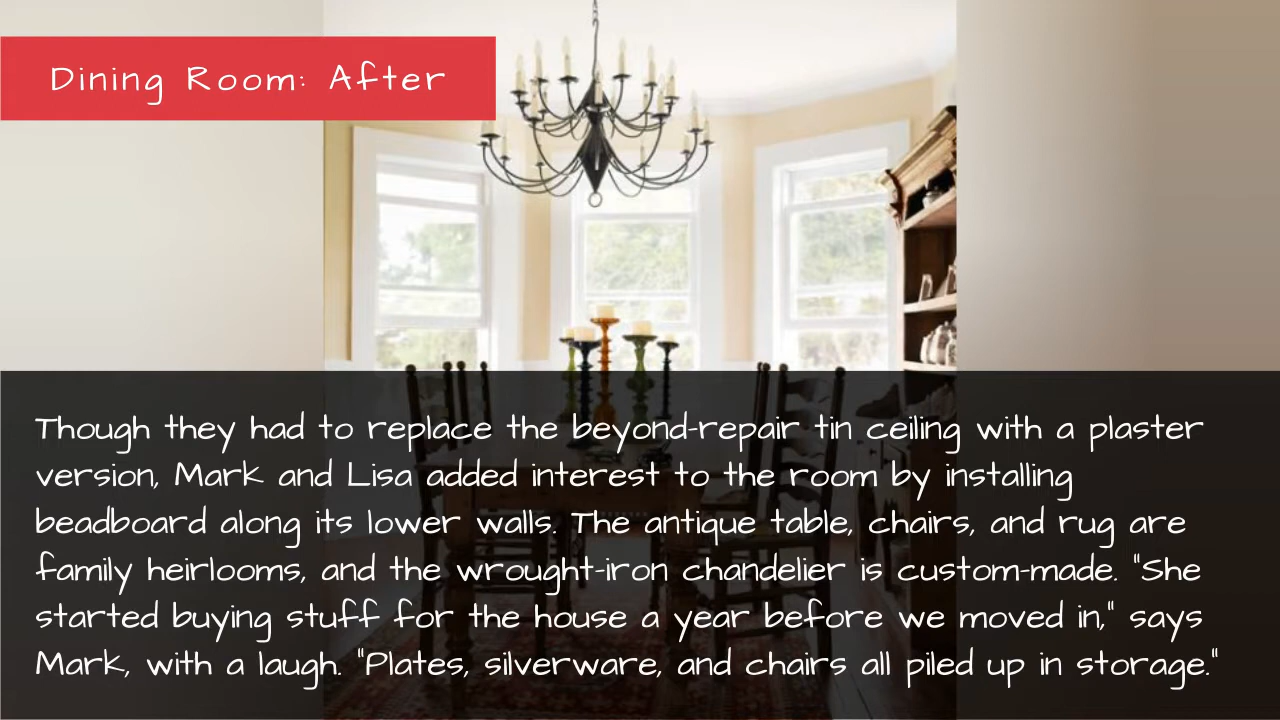 Dining Room: After
Though they had to replace the beyond-repair tin ceiling with a plaster
version, Mark and Lisa added interest to the room by installing
beadboard along its lower walls. The antique table, chairs, and rug are
family heirlooms, and the wrought-iron chandelier is custom-made. "She
started buying stuff for the house a year before we moved in," says
Mark, with a laugh. "Plates, silverware, and chairs all piled up in storage."